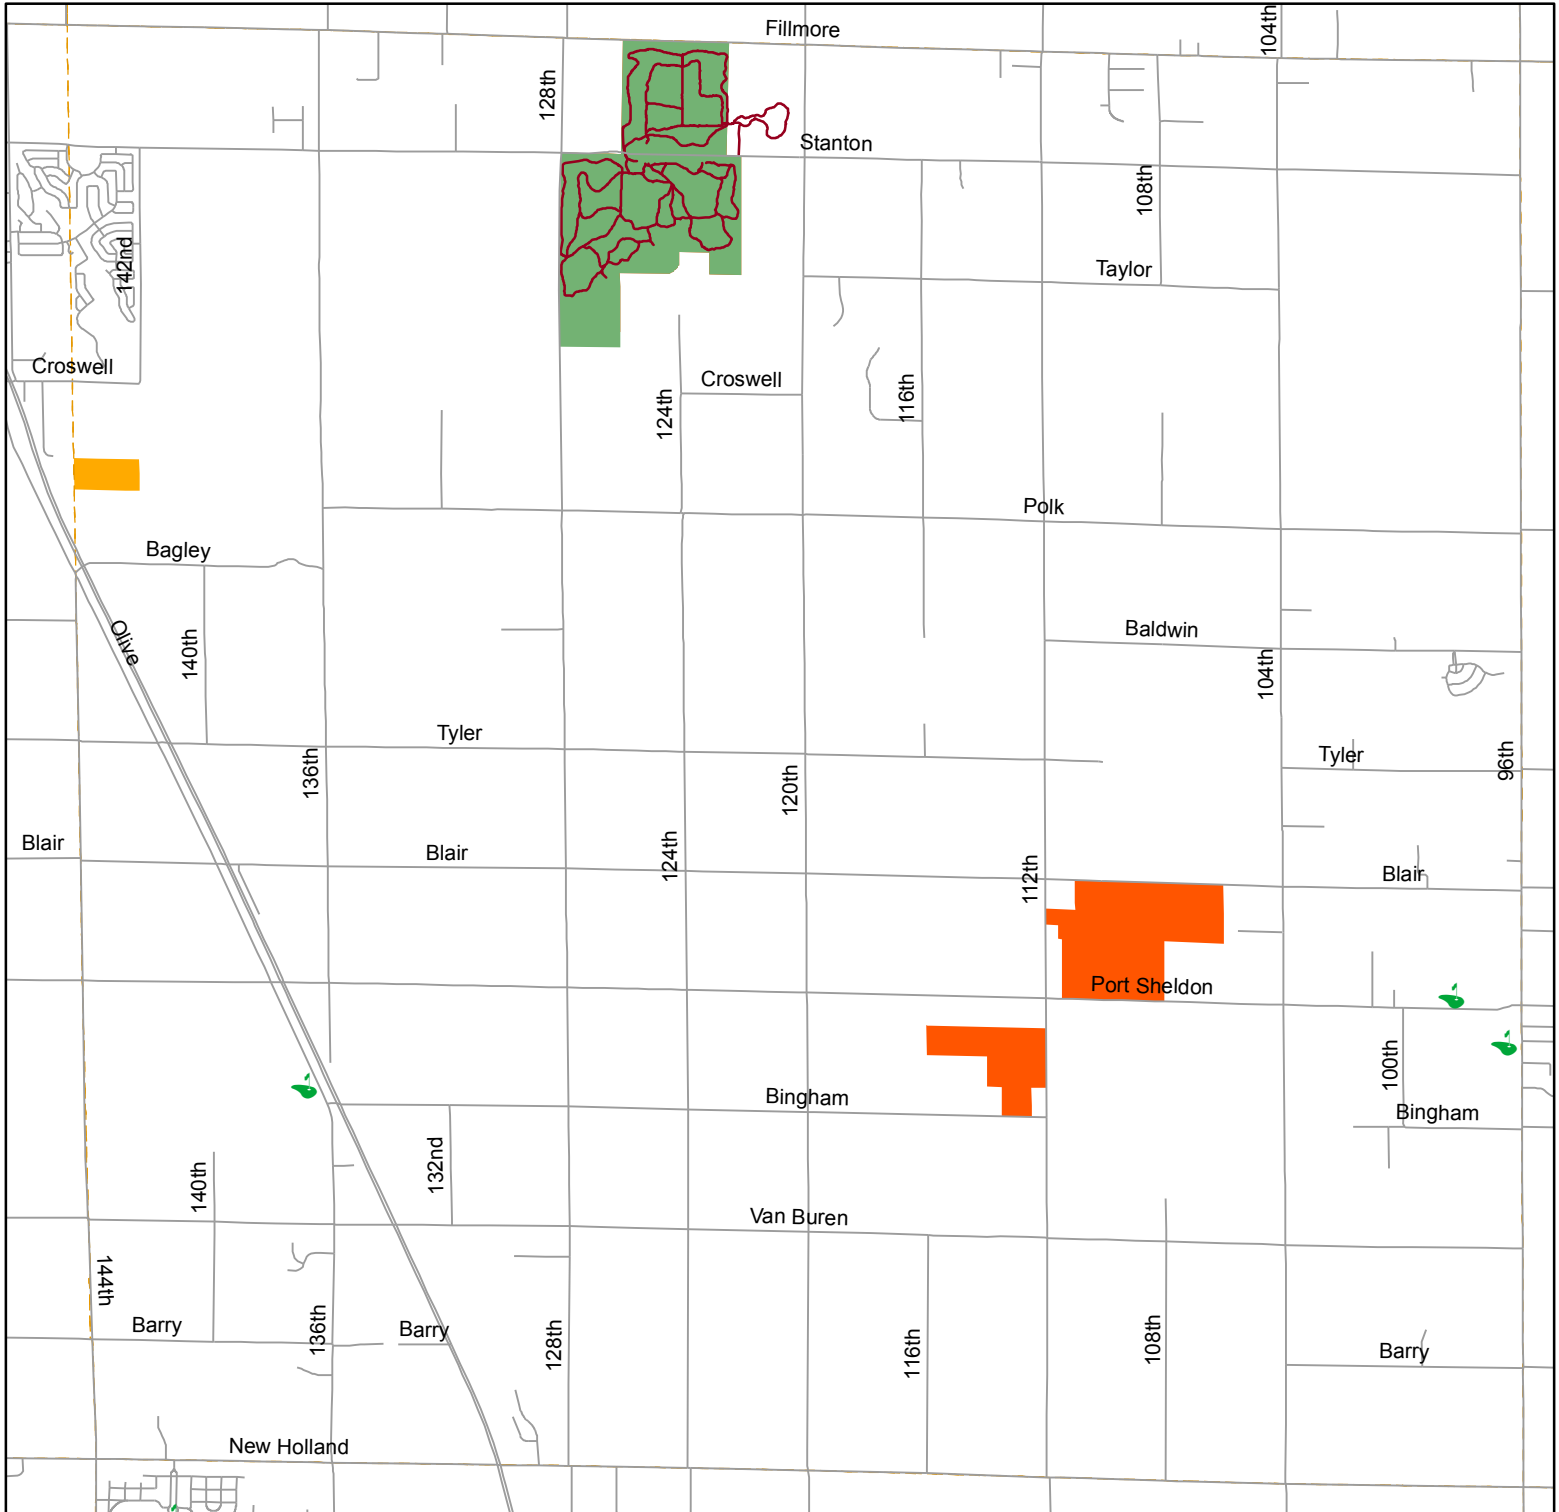 104th
Fillmore
128th
Stanton
108th
142nd
Taylor
Croswell
Croswell
116th
124th
Polk
Bagley
Olive
140th
Baldwin
104th
Tyler
Tyler
96th
136th
120th
Blair
Blair
124th
112th
Blair
Port Sheldon
100th
Bingham
Bingham
132nd
140th
Van Buren
144th
Barry
136th
Barry
128th
116th
108th
Barry
New Holland